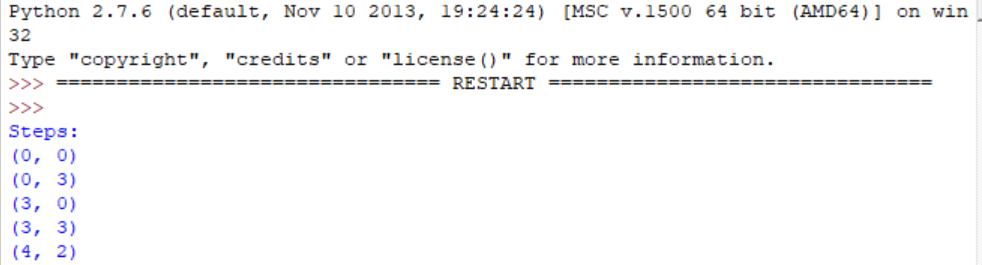 Python 2.7.6 (default, Nov 10 2013, 19:24:24) [MSC v.1500 64 bit (AMD64)] on win
32
Type "copyright", "credits" or "license()" for more information.
>>> ================================ RESTART ================================
>>>
Steps:
(0, 0)
(0, 3)
(3, 0)
(3, 3)
(4, 2)